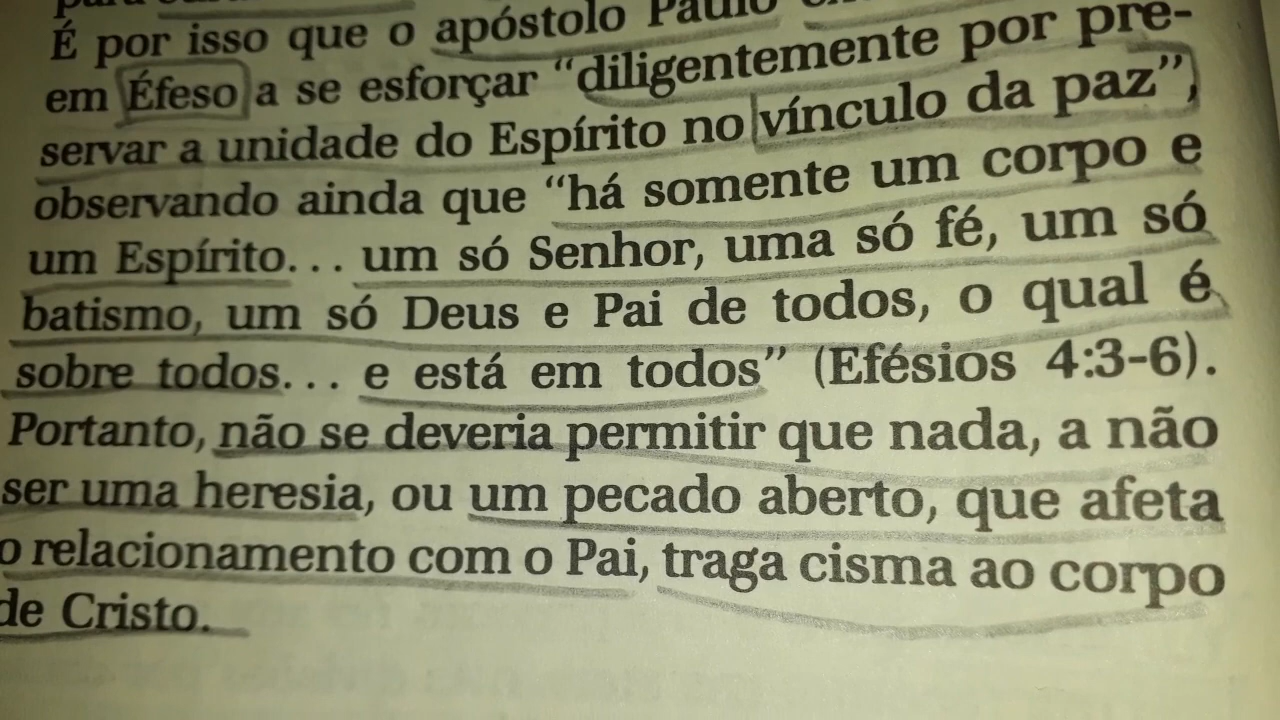 para
É por isso que o apóstolo Paulo
em Éfeso a se esforçar “diligentemente por pre-
servar a unidade do Espírito no vínculo da paz”,
observando ainda que “há somente um corpo e
um Espírito... um só Senhor, uma só fé, um só
batismo, um só Deus e Pai de todos, o qual é
sobre todos... e está em todos” (Efésios 4:3-6).
Portanto, não se deveria permitir que nada, a não
ser uma heresia, ou um pecado aberto, que afeta
o relacionamento com o Pai, traga cisma ao corpo
de Cristo.